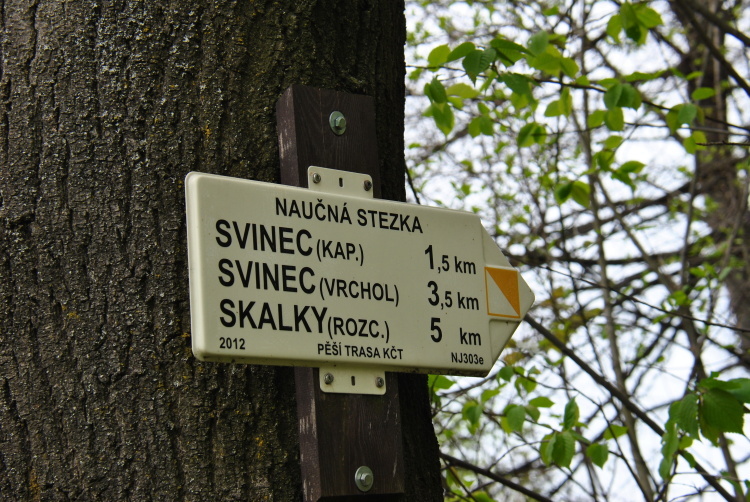 NAUČNÁ STEZKA
SVINEC (KAP.) 1,5 km
SVINEC (VRCHOL) 3,5 km
SKALKY (ROZC.) 5 km
2012 PĚŠÍ TRASA KČT NJ303e